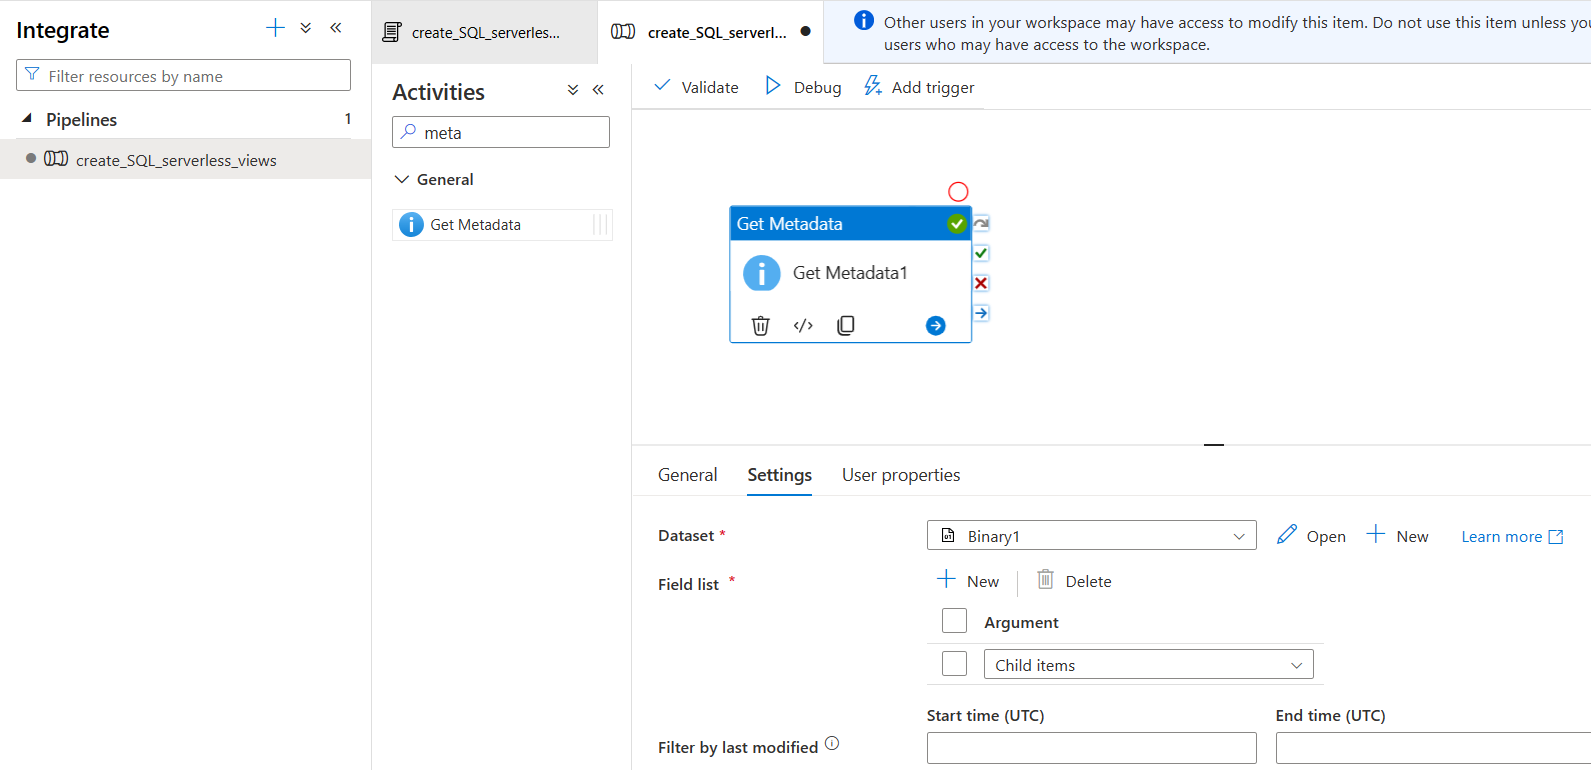 Integrate
Filter resources by name
Pipelines 1
create_SQL_serverless_views
create_SQL_serverles...
create_SQL_serverl...
Other users in your workspace may have access to modify this item. Do not use this item unless you
users who may have access to the workspace.
Activities
meta
General
Get Metadata
Validate Debug Add trigger
Get Metadata
Get Metadata1
General Settings User properties
Dataset * Binary1 Open New Learn more
Field list * New Delete
Argument
Child items
Start time (UTC) End time (UTC)
Filter by last modified